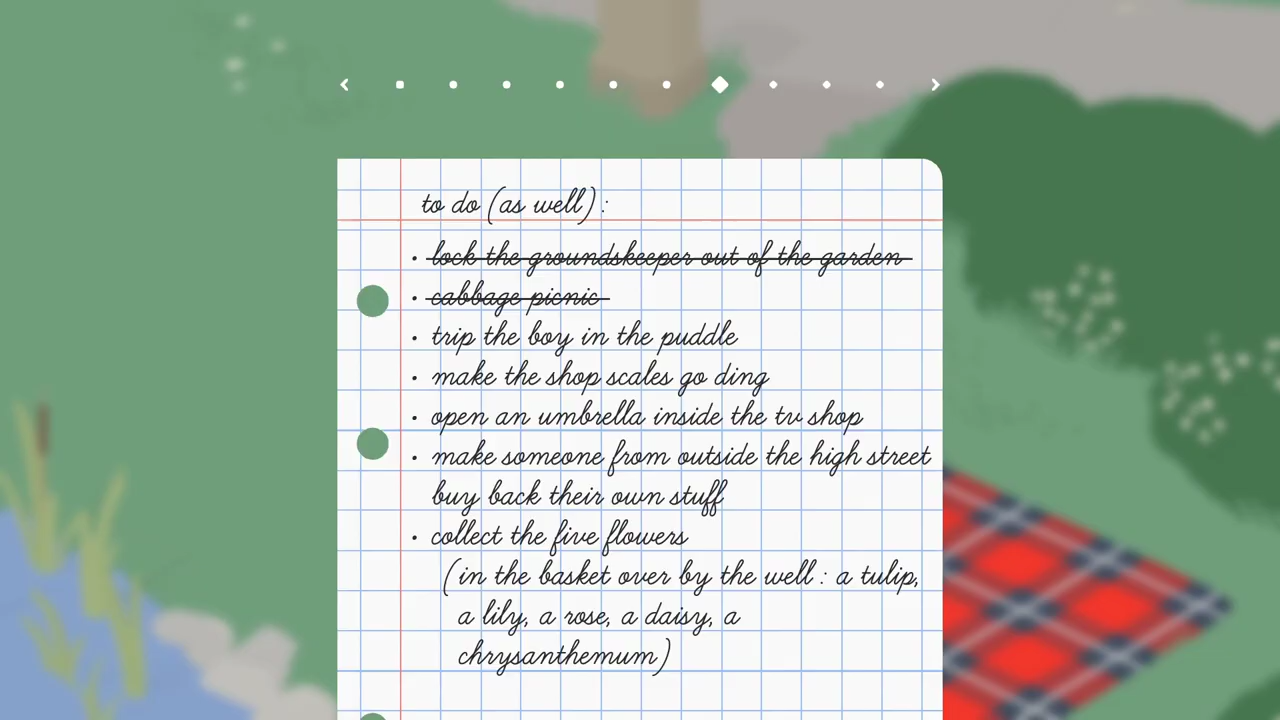 to do (as well) :
• lock the groundskeeper out of the garden
• cabbage picnic
• trip the boy in the puddle
• make the shop scales go ding
• open an umbrella inside the tv shop
• make someone from outside the high street
buy back their own stuff
• collect the five flowers
(in the basket over by the well : a tulip,
a lily, a rose, a daisy, a
chrysanthemum)